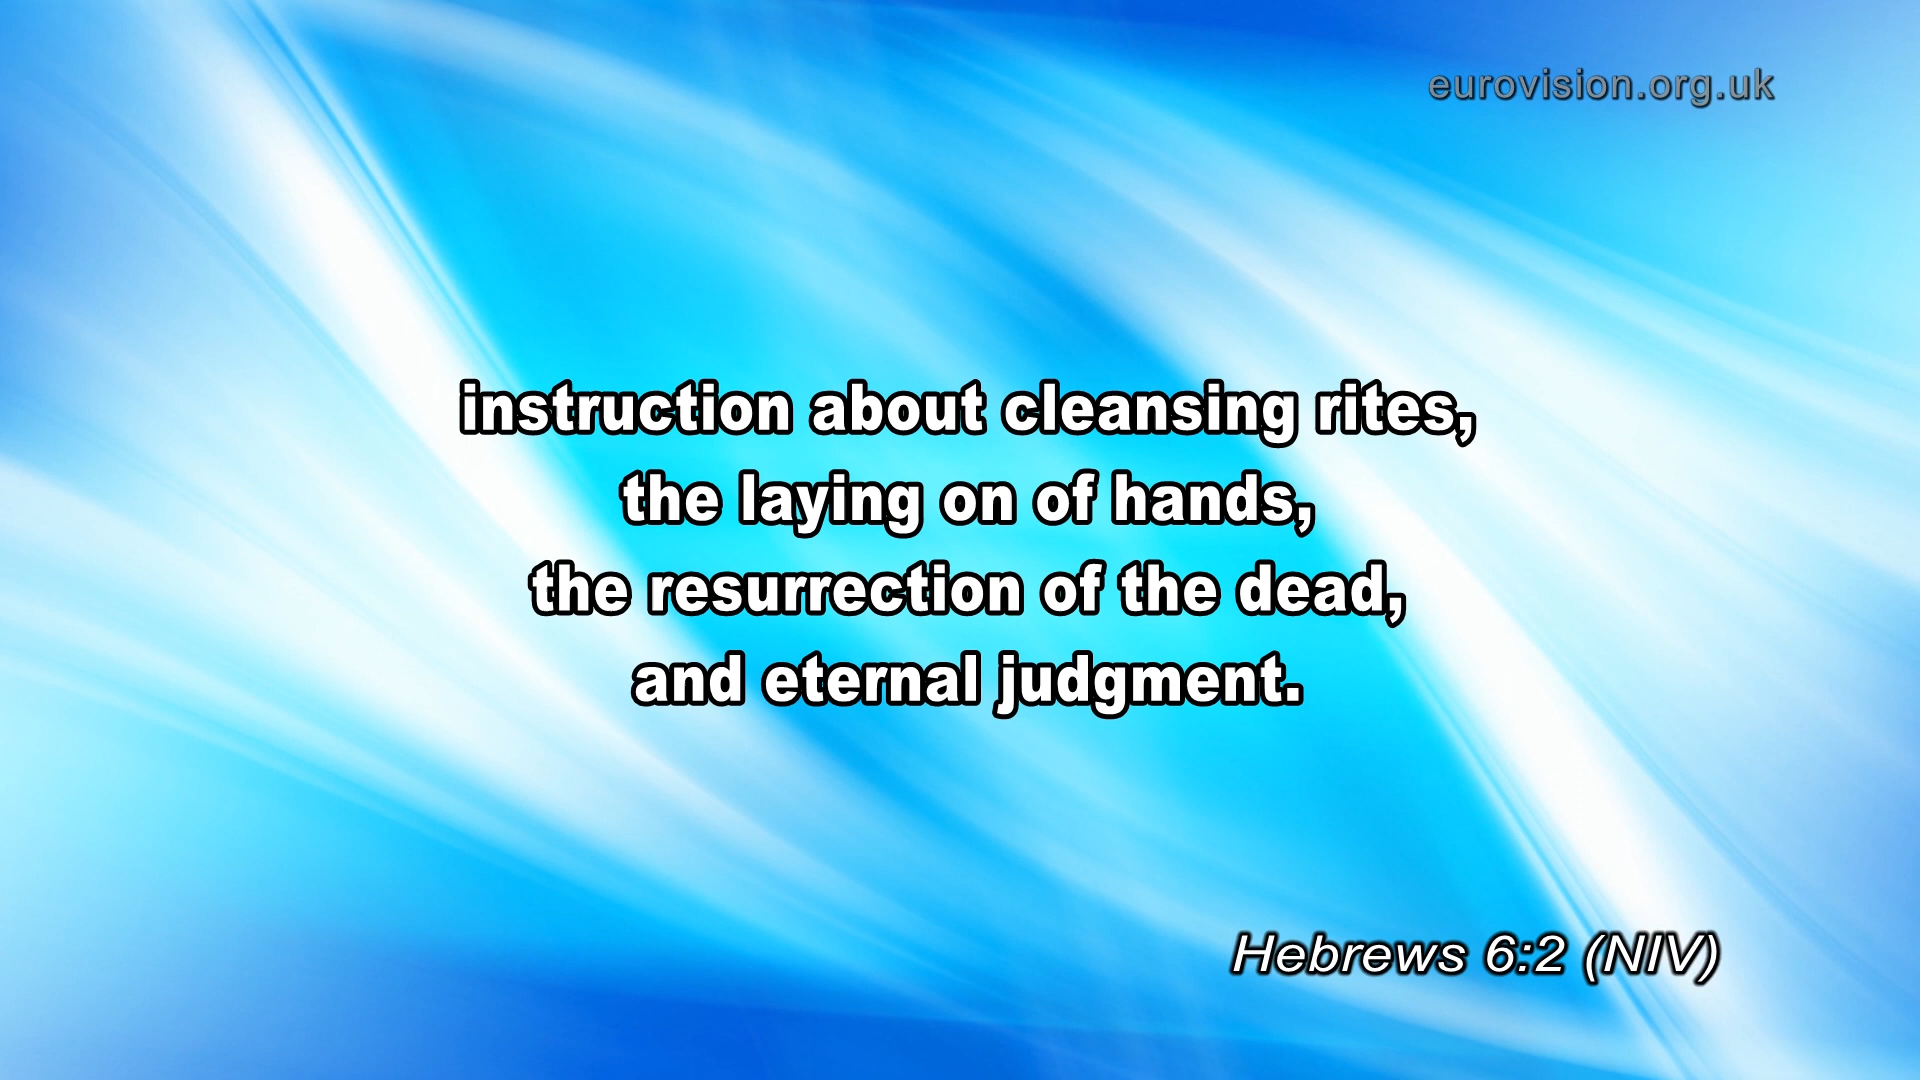 eurovision.org.uk
instruction about cleansing rites,
the laying on of hands,
the resurrection of the dead,
and eternal judgment.
Hebrews 6:2 (NIV)